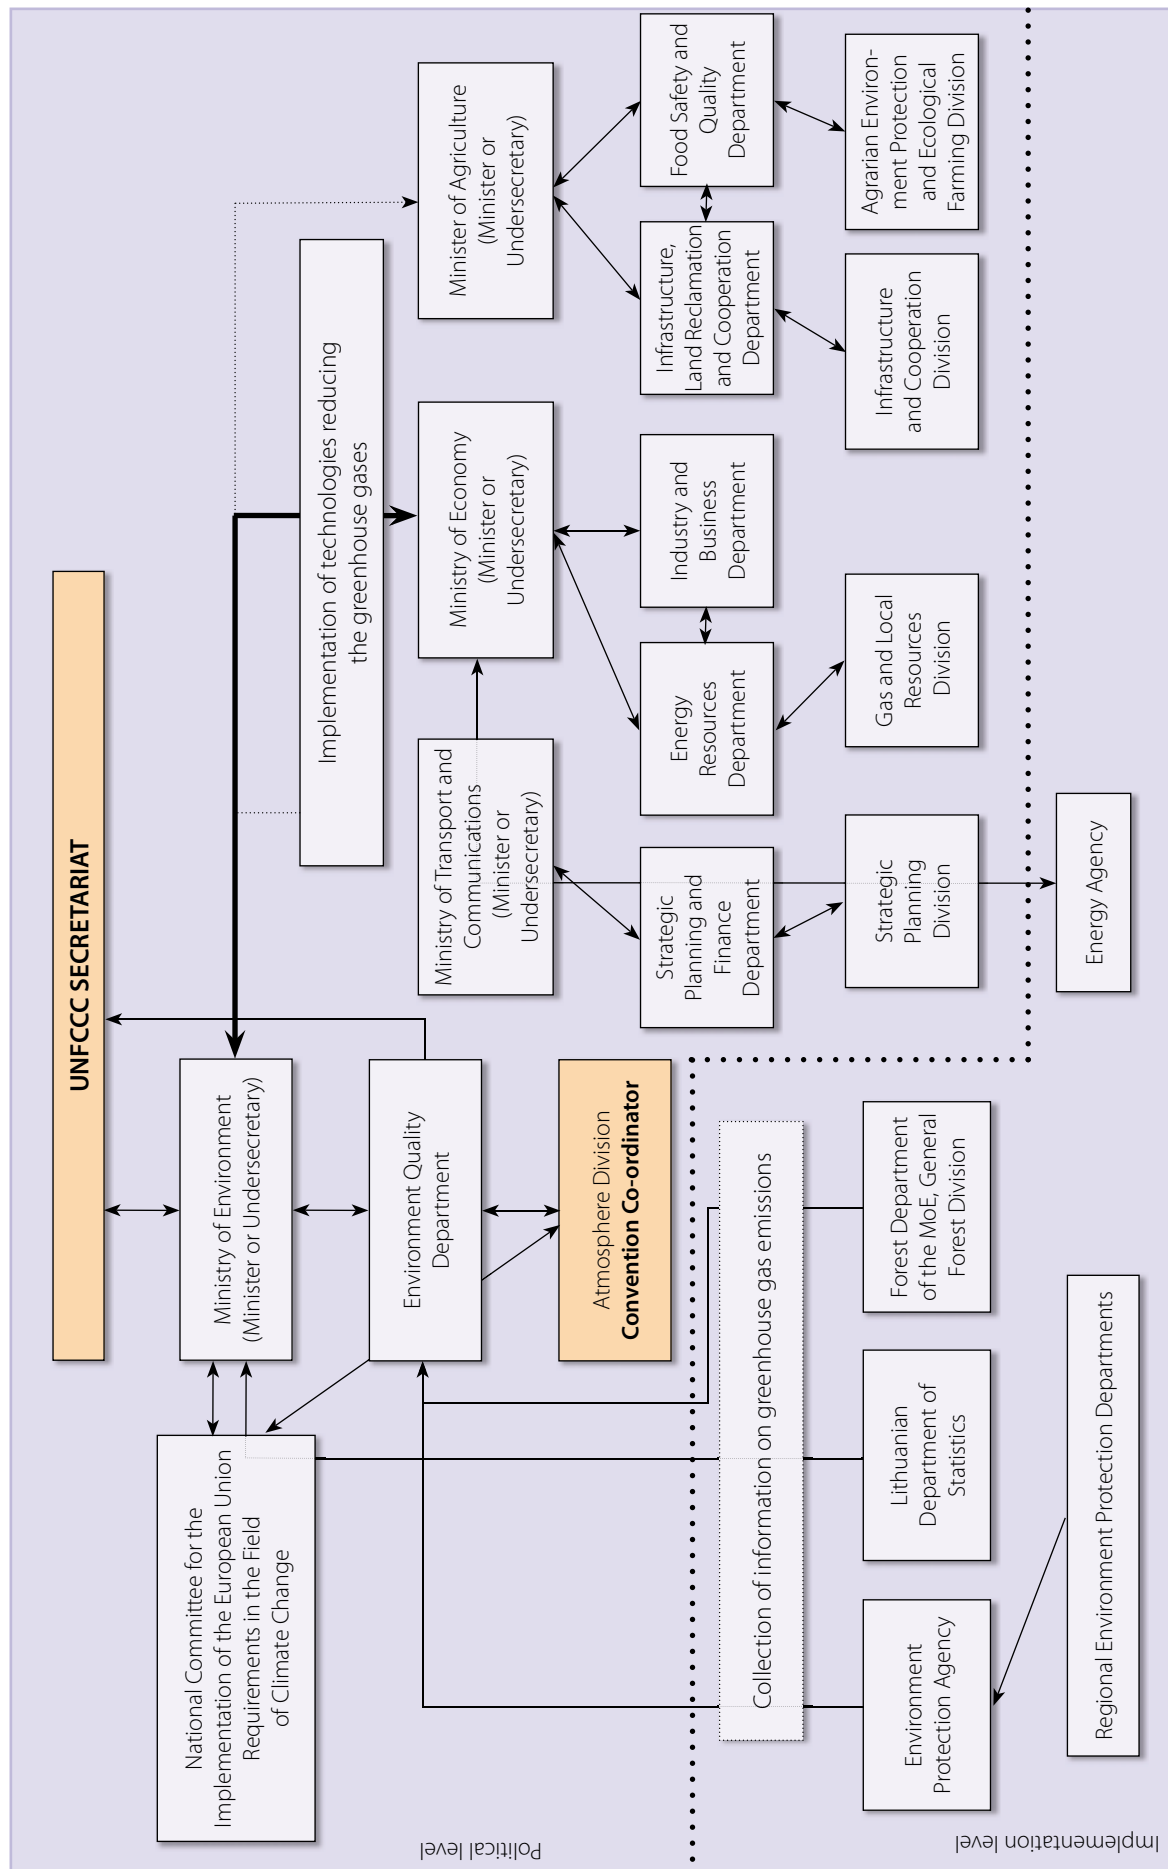 UNFCCC SECRETARIAT
National Committee for the
Implementation of the European Union
Requirements in the Field
of Climate Change
Ministry of Environment
(Minister or Undersecretary)
Implementation of technologies reducing
the greenhouse gases
Environment Quality
Department
Ministry of Transport and
Communications
(Minister or
Undersecretary)
Ministry of Economy
(Minister or
Undersecretary)
Minister of Agriculture
(Minister or
Undersecretary)
Atmosphere Division
Convention Co-ordinator
Strategic
Planning and
Finance
Department
Energy
Resources
Department
Industry and
Business
Department
Infrastructure,
Land Reclamation
and Cooperation
Department
Food Safety and
Quality
Department
Political level
Collection of information on greenhouse gas emissions
Strategic
Planning
Division
Gas and Local
Resources
Division
Infrastructure
and Cooperation
Division
Agrarian Environ-
ment Protection
and Ecological
Farming Division
Environment
Protection Agency
Lithuanian
Department of
Statistics
Forest Department
of the MoE, General
Forest Division
Energy Agency
Regional Environment Protection Departments
Implementation level